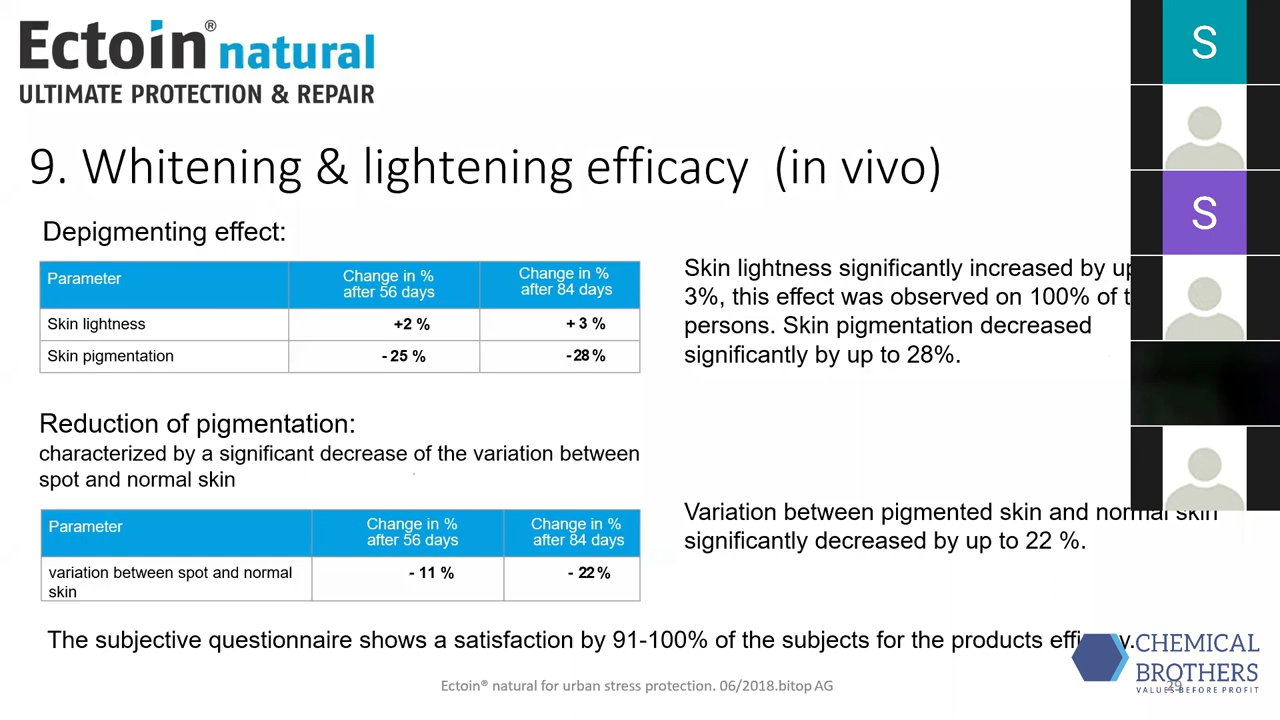 Ectoin® natural
ULTIMATE PROTECTION & REPAIR
S
S
9. Whitening & lightening efficacy (in vivo)
Depigmenting effect:
Parameter Change in % after 56 days Change in % after 84 days
Skin lightness +2 % + 3 %
Skin pigmentation - 25 % - 28 %
Skin lightness significantly increased by up
3%, this effect was observed on 100% of
persons. Skin pigmentation decreased
significantly by up to 28%.
Reduction of pigmentation:
characterized by a significant decrease of the variation between
spot and normal skin
Parameter Change in % after 56 days Change in % after 84 days
variation between spot and normal skin - 11 % - 22 %
Variation between pigmented skin and normal skin
significantly decreased by up to 22 %.
The subjective questionnaire shows a satisfaction by 91-100% of the subjects for the products
Ectoin® natural for urban stress protection. 06/2018.bitop AG
29
CHEMICAL
BROTHERS
VALUES BEFORE PROFIT